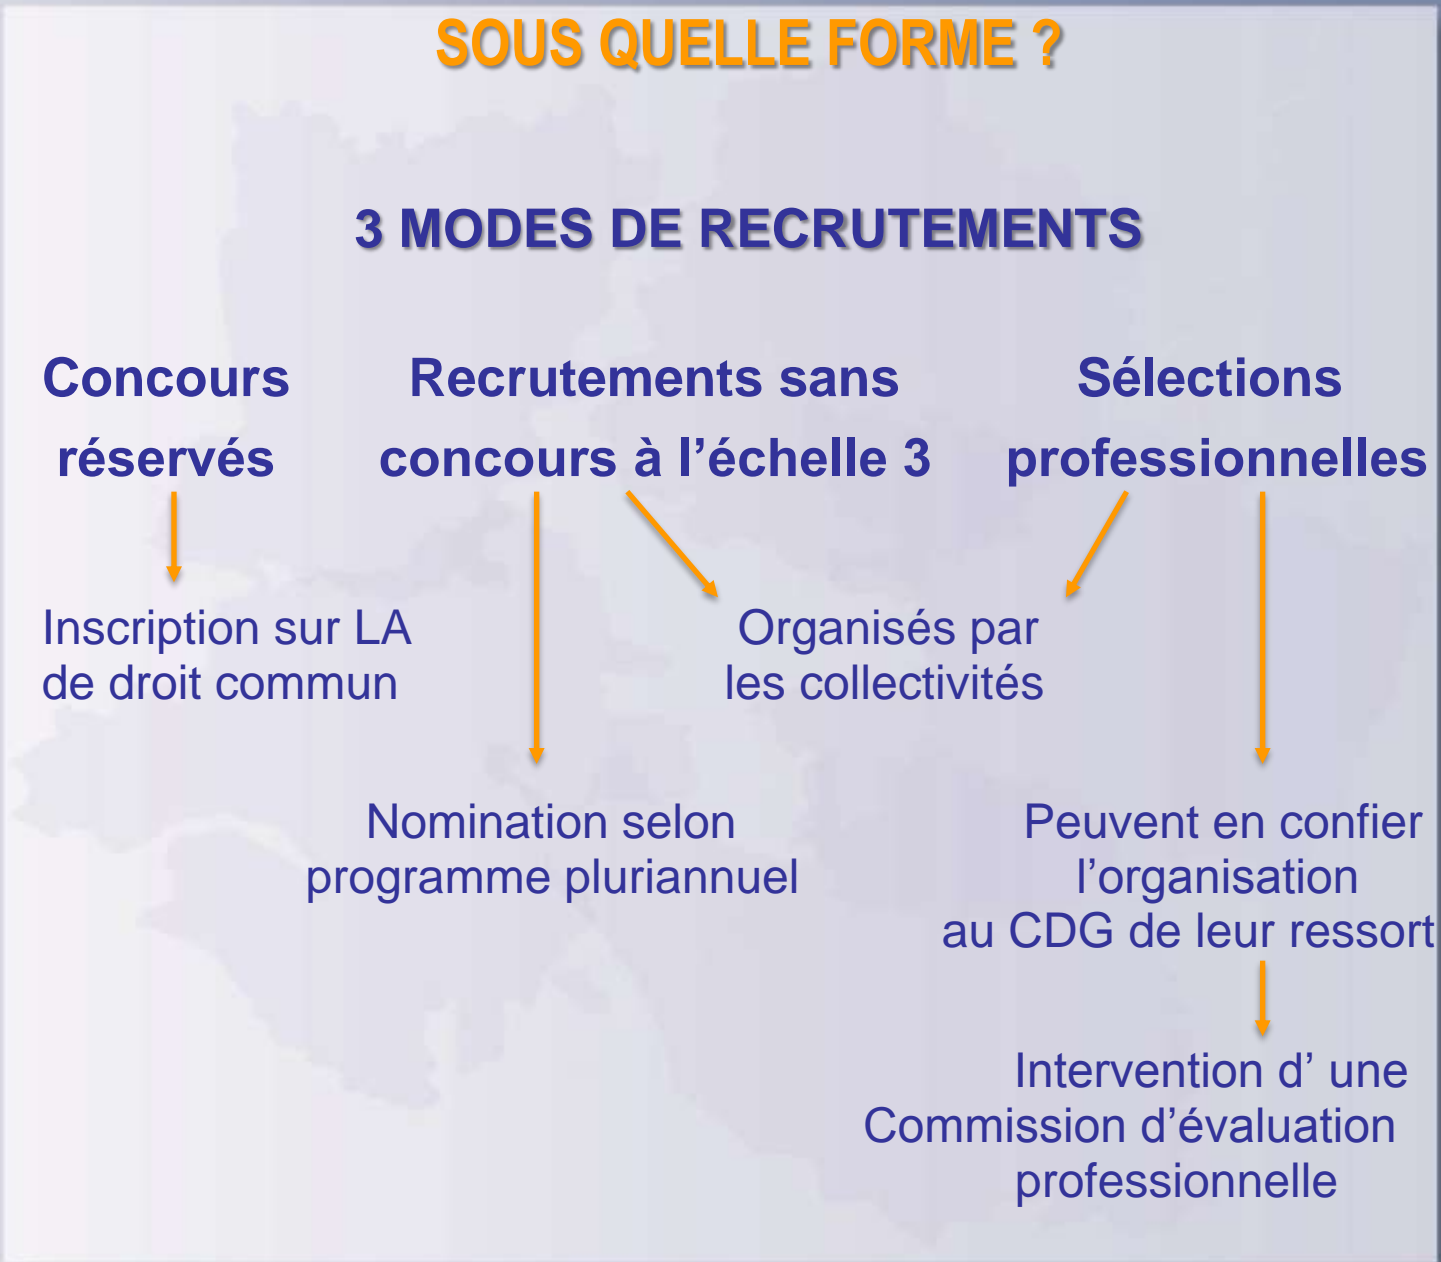 SOUS QUELLE FORME ?
3 MODES DE RECRUTEMENTS
Concours
réservés
Recrutements sans
concours à l’échelle 3
Sélections
professionnelles
Inscription sur LA
de droit commun
Organisés par
les collectivités
Nomination selon
programme pluriannuel
Peuvent en confier
l’organisation
au CDG de leur ressort
Intervention d’ une
Commission d’évaluation
professionnelle